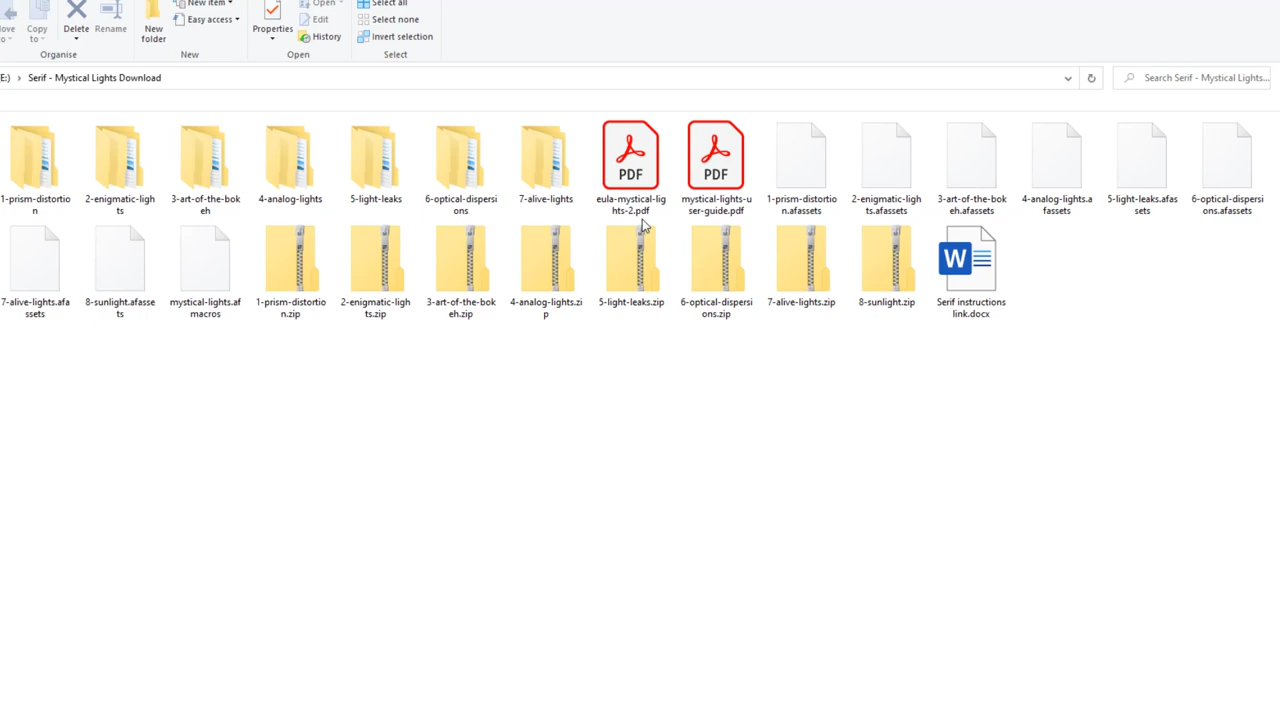 New item
Open
Select all
Move to
Copy to
Delete
Rename
New folder
Easy access
Properties
Edit
History
Select none
Invert selection
Organise
New
Open
Select
E:) > Serif - Mystical Lights Download
Search Serif - Mystical Lights...
1-prism-distortio
n
2-enigmatic-ligh
ts
3-art-of-the-bok
eh
4-analog-lights
5-light-leaks
6-optical-dispersi
ons
7-alive-lights
PDF
eula-mystical-lig
hts-2.pdf
PDF
mystical-lights-u
ser-guide.pdf
1-prism-distortio
n.afassets
2-enigmatic-ligh
ts.afassets
3-art-of-the-bok
eh.afassets
4-analog-lights.a
fassets
5-light-leaks.afas
sets
6-optical-dispersi
ons.afassets
7-alive-lights.afa
ssets
8-sunlight.afasse
ts
mystical-lights.af
macros
1-prism-distortio
n.zip
2-enigmatic-ligh
ts.zip
3-art-of-the-bok
eh.zip
4-analog-lights.zi
p
5-light-leaks.zip
6-optical-dispersi
ons.zip
7-alive-lights.zip
8-sunlight.zip
W
Serif instructions
link.docx